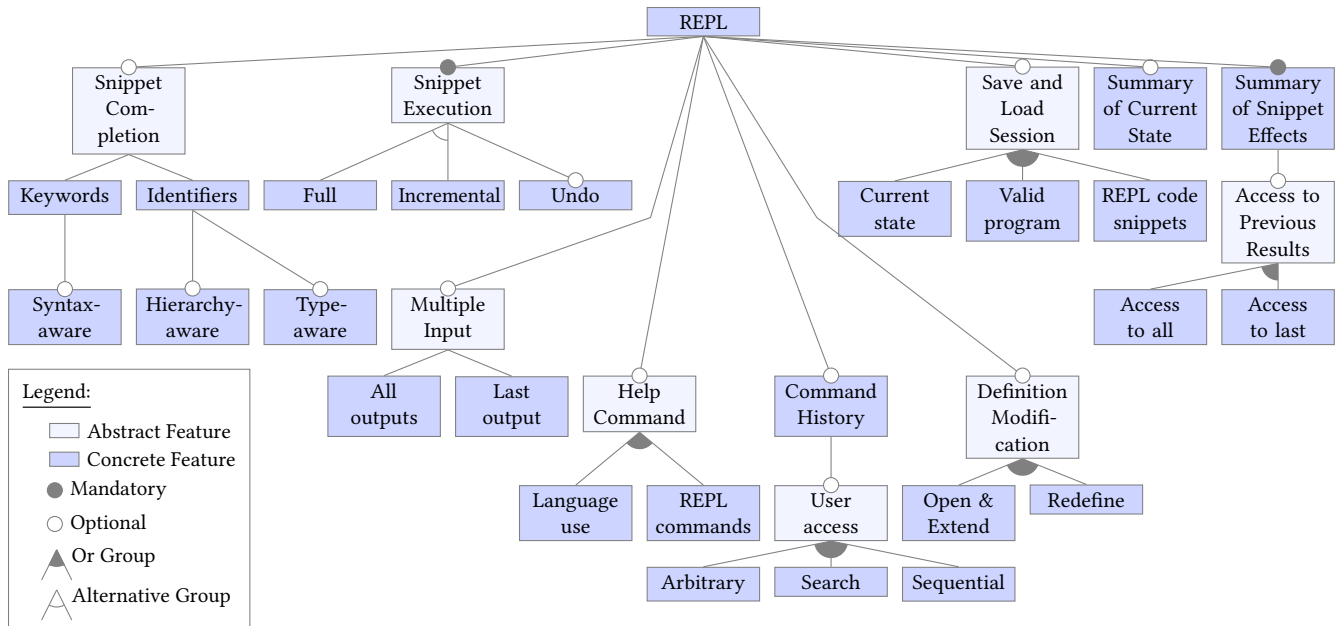 REPL
Snippet
Com-
pletion
Snippet
Execution
Save and
Load
Session
Summary
of Current
State
Summary
of Snippet
Effects
Keywords
Identifiers
Full
Incremental
Undo
Current
state
Valid
program
REPL code
snippets
Access to
Previous
Results
Syntax-
aware
Hierarchy-
aware
Type-
aware
Multiple
Input
Access
to all
Access
to last
All
outputs
Last
output
Help
Command
Command
History
Definition
Modifi-
cation
Language
use
REPL
commands
User
access
Open &
Extend
Redefine
Arbitrary
Search
Sequential
Legend:
Abstract Feature
Concrete Feature
Mandatory
Optional
Or Group
Alternative Group